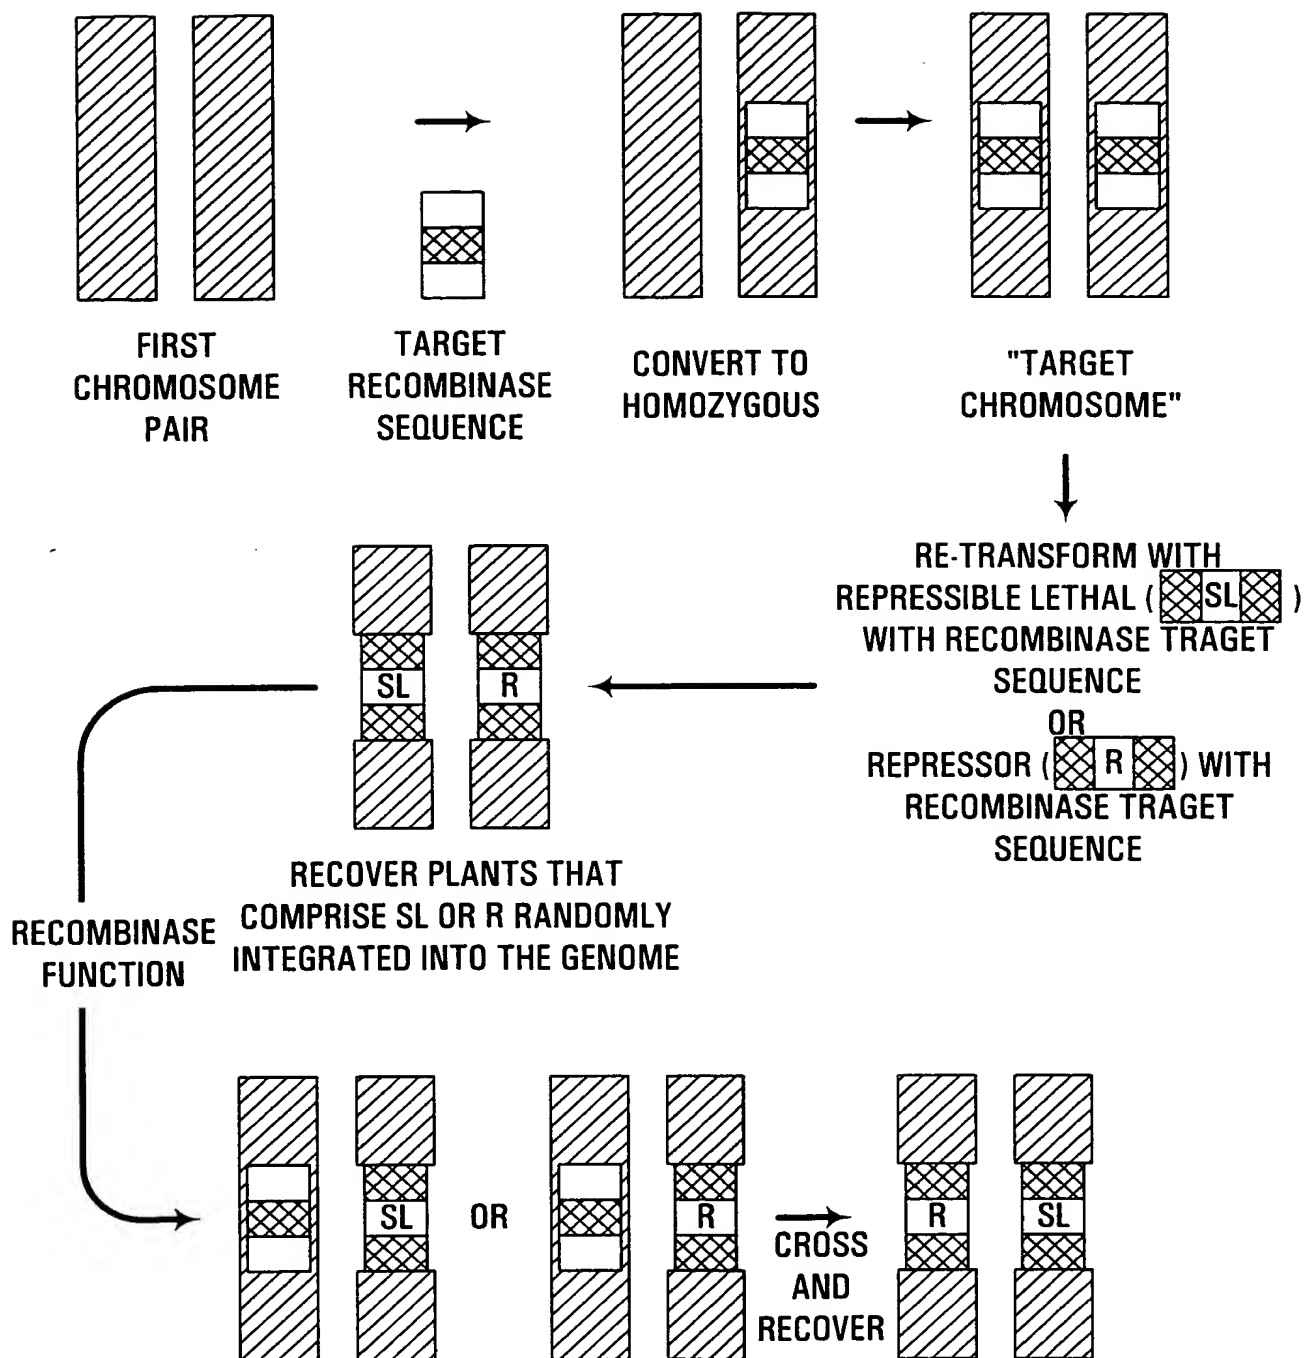 FIRST
CHROMOSOME
PAIR
TARGET
RECOMBINASE
SEQUENCE
CONVERT TO
HOMOZYGOUS
"TARGET
CHROMOSOME"
RE-TRANSFORM WITH
REPRESSIBLE LETHAL ( SL )
WITH RECOMBINASE TRAGET
SEQUENCE
OR
REPRESSOR ( R ) WITH
RECOMBINASE TRAGET
SEQUENCE
SL R
RECOVER PLANTS THAT
COMPRISE SL OR R RANDOMLY
INTEGRATED INTO THE GENOME
RECOMBINASE
FUNCTION
SL OR R
CROSS
AND
RECOVER
R SL